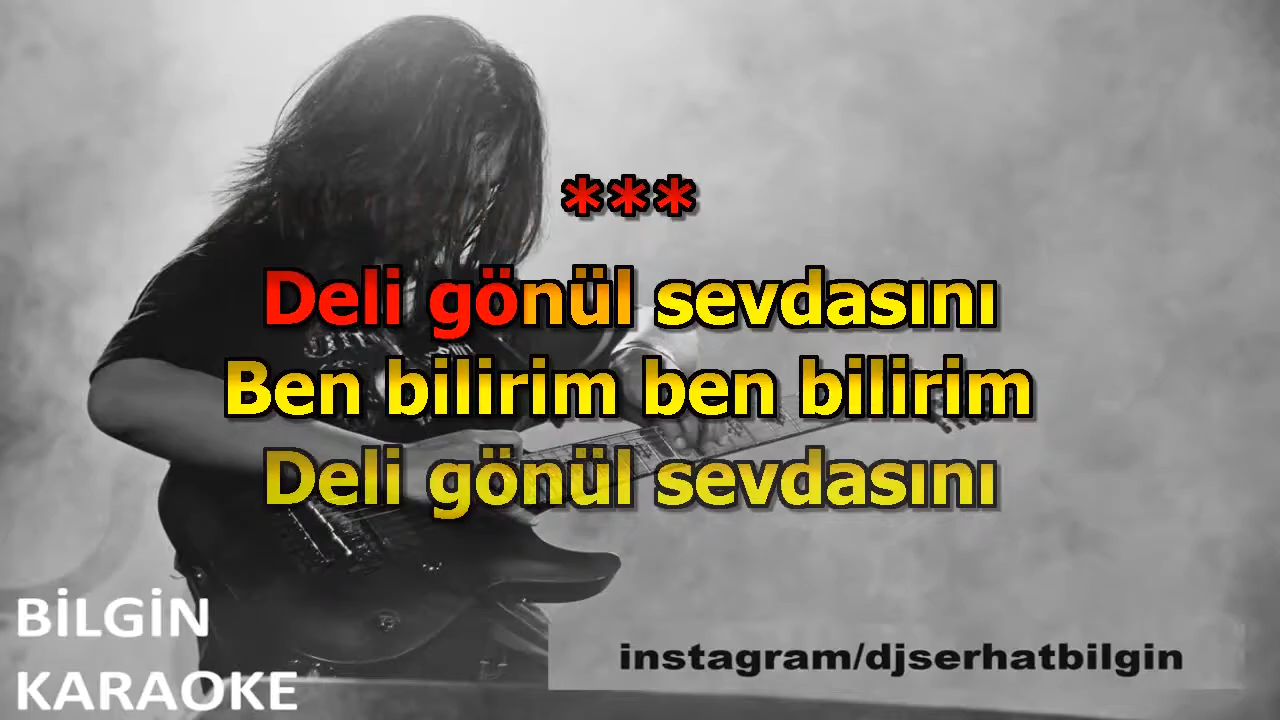 ***
Deli gönül sevdasını
Ben bilirim ben bilirim
Deli gönül sevdasını
BİLGİN
KARAOKE
instagram/djserhatbilgin